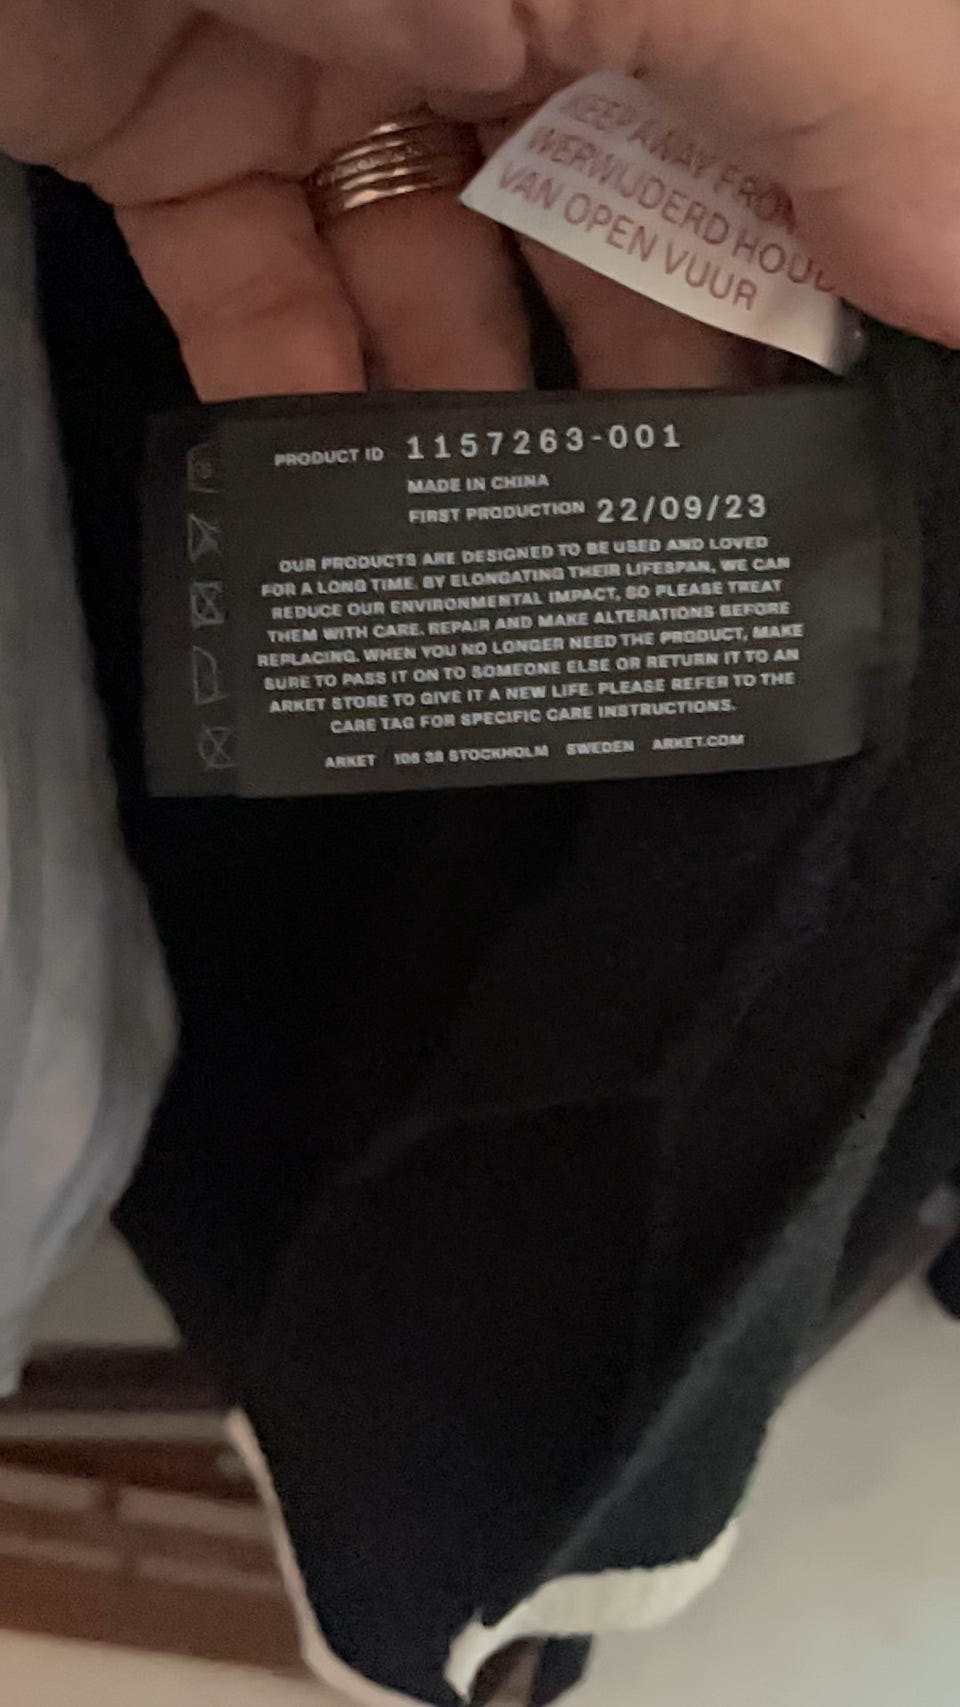 KEEP AWAY FROM
WERWIJDERD HOUD
VAN OPEN VUUR
PRODUCT ID 1157263-001
MADE IN CHINA
FIRST PRODUCTION 22/09/23
OUR PRODUCTS ARE DESIGNED TO BE USED AND LOVED
FOR A LONG TIME. BY ELONGATING THEIR LIFESPAN, WE CAN
REDUCE OUR ENVIRONMENTAL IMPACT, SO PLEASE TREAT
THEM WITH CARE. REPAIR AND MAKE ALTERATIONS BEFORE
REPLACING. WHEN YOU NO LONGER NEED THE PRODUCT, MAKE
SURE TO PASS IT ON TO SOMEONE ELSE OR RETURN IT TO AN
ARKET STORE TO GIVE IT A NEW LIFE. PLEASE REFER TO THE
CARE TAG FOR SPECIFIC CARE INSTRUCTIONS.
ARKET 106 38 STOCKHOLM SWEDEN ARKET.COM